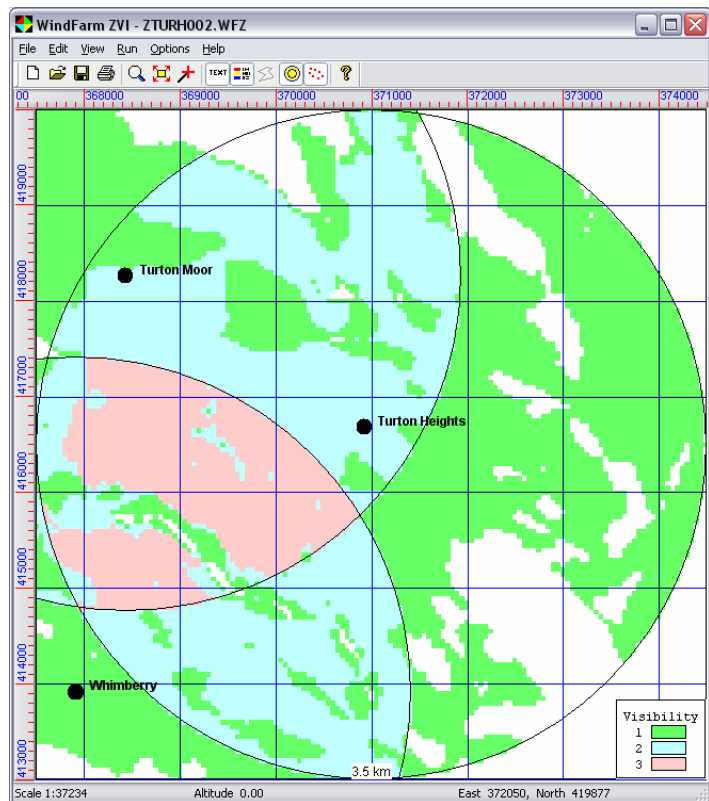 WindFarm ZVI - ZTURH002.WFZ
File Edit View Run Options Help
TEXT
00 368000 369000 370000 371000 372000 373000 374000
419000
418000
417000
416000
415000
414000
413000
Turton Moor
Turton Heights
Whimberry
3.5 km
Visibility
1
2
3
Scale 1:37234 Altitude 0.00 East 372050, North 419877